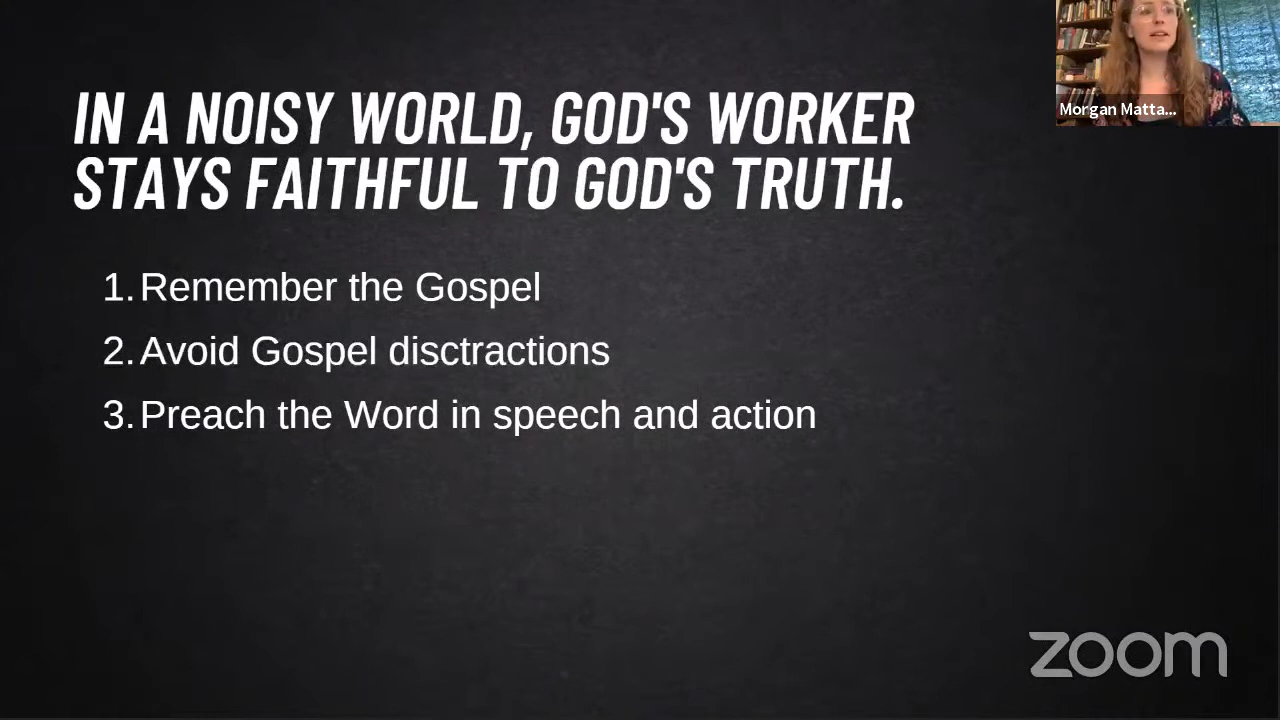 IN A NOISY WORLD, GOD'S WORKER
STAYS FAITHFUL TO GOD'S TRUTH.
1. Remember the Gospel
2. Avoid Gospel disctractions
3. Preach the Word in speech and action
Morgan Matta...
zoom